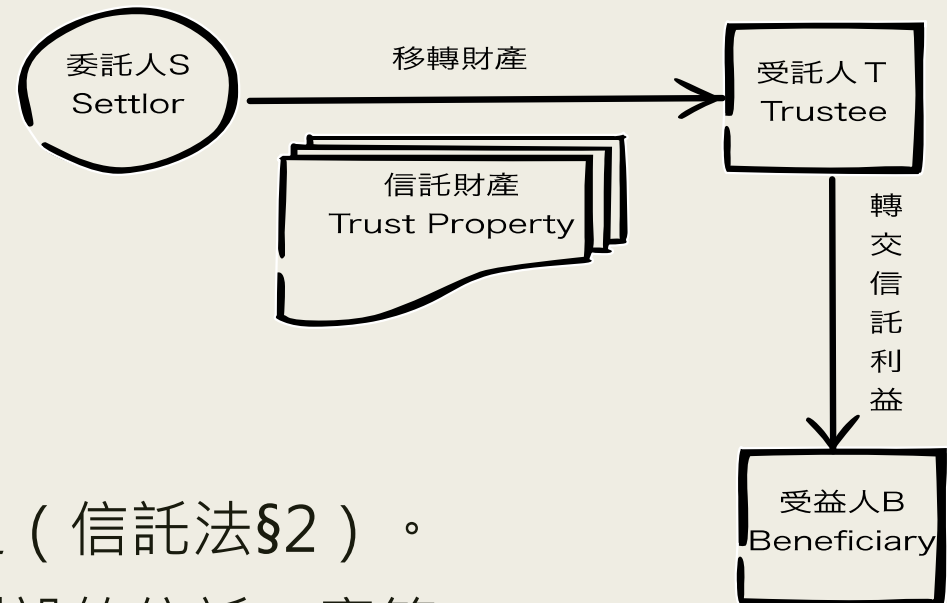 委託人S
Settlor
移轉財產
受託人T
Trustee
信託財產
Trust Property
轉交信託利益
受益人B
Beneficiary
（信託法§2）。